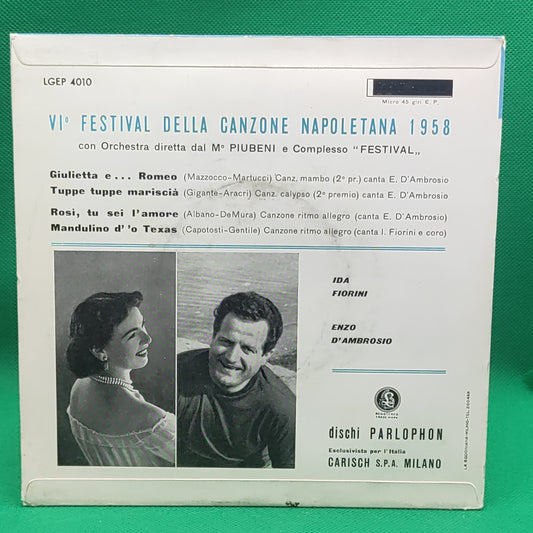 LGEP 4010
Micro 45 giri E. P.
VI° FESTIVAL DELLA CANZONE NAPOLETANA 1958
con Orchestra diretta dal M° PIUBENI e Complesso "FESTIVAL,,
Giulietta e... Romeo (Mazzocco-Martucci) Canz. mambo (2° pr.) canta E. D'Ambrosio
Tuppe tuppe mariscià (Gigante-Aracri) Canz. calypso (2° premio) canta E. D'Ambrosio
Rosi, tu sei l'amore (Albano-DeMura) Canzone ritmo allegro (canta E. D'Ambrosio)
Mandulino d' 'o Texas (Capotosti-Gentile) Canzone ritmo allegro (canta I. Fiorini e coro)
IDA
FIORINI
ENZO
D'AMBROSIO
dischi PARLOPHON
Esclusivista per l'Italia
CARISCH S.P.A. MILANO